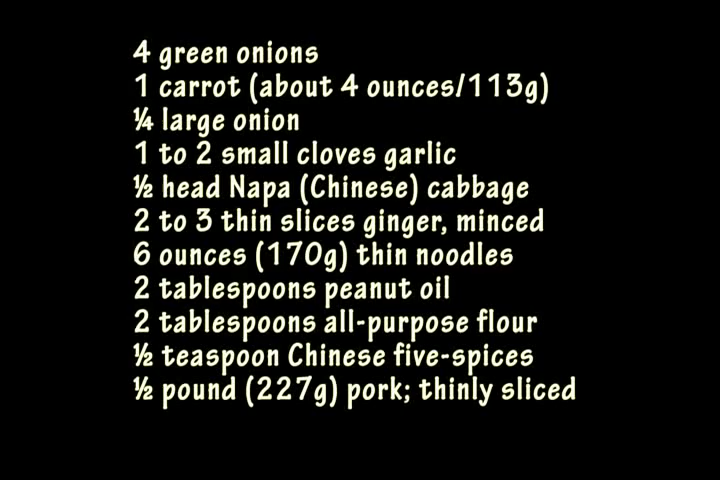 4 green onions
1 carrot (about 4 ounces/113g)
¼ large onion
1 to 2 small cloves garlic
½ head Napa (Chinese) cabbage
2 to 3 thin slices ginger, minced
6 ounces (170g) thin noodles
2 tablespoons peanut oil
2 tablespoons all-purpose flour
½ teaspoon Chinese five-spices
½ pound (227g) pork; thinly sliced